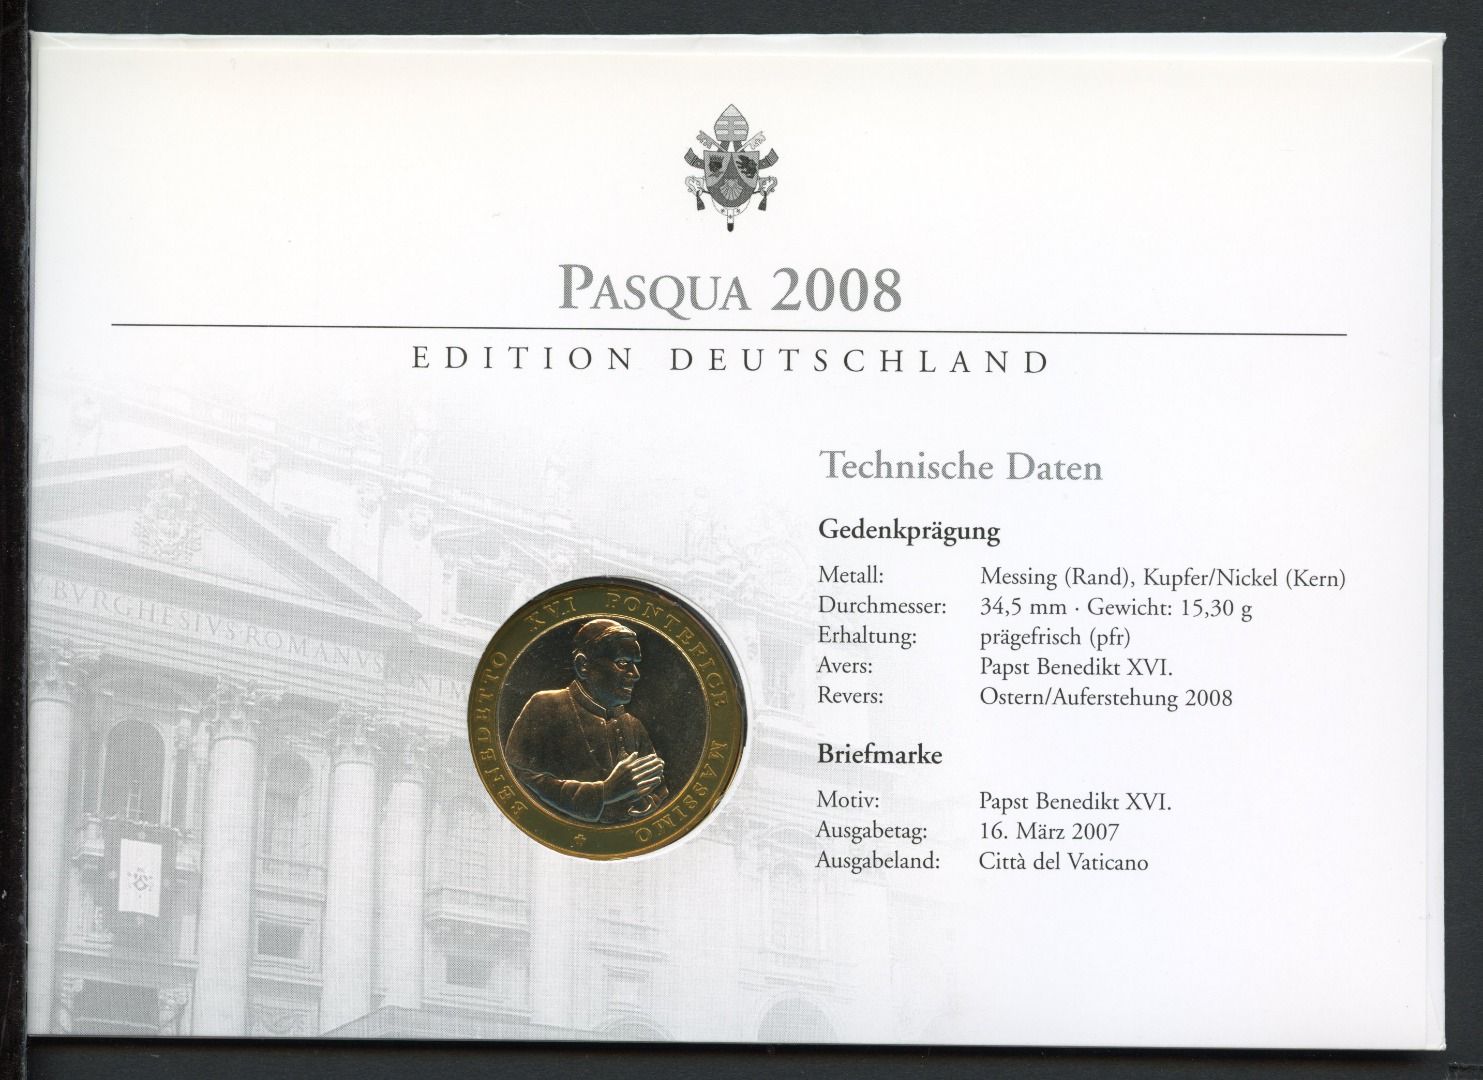 PASQUA 2008
EDITION DEUTSCHLAND
Technische Daten
Gedenkprägung
Metall: Messing (Rand), Kupfer/Nickel (Kern)
Durchmesser: 34,5 mm · Gewicht: 15,30 g
Erhaltung: prägefrisch (pfr)
Avers: Papst Benedikt XVI.
Revers: Ostern/Auferstehung 2008
Briefmarke
Motiv: Papst Benedikt XVI.
Ausgabetag: 16. März 2007
Ausgabeland: Città del Vaticano
BENEDETTO XVI PONTEFICE MASSIMO
BVRGHESIVS·ROMANVS